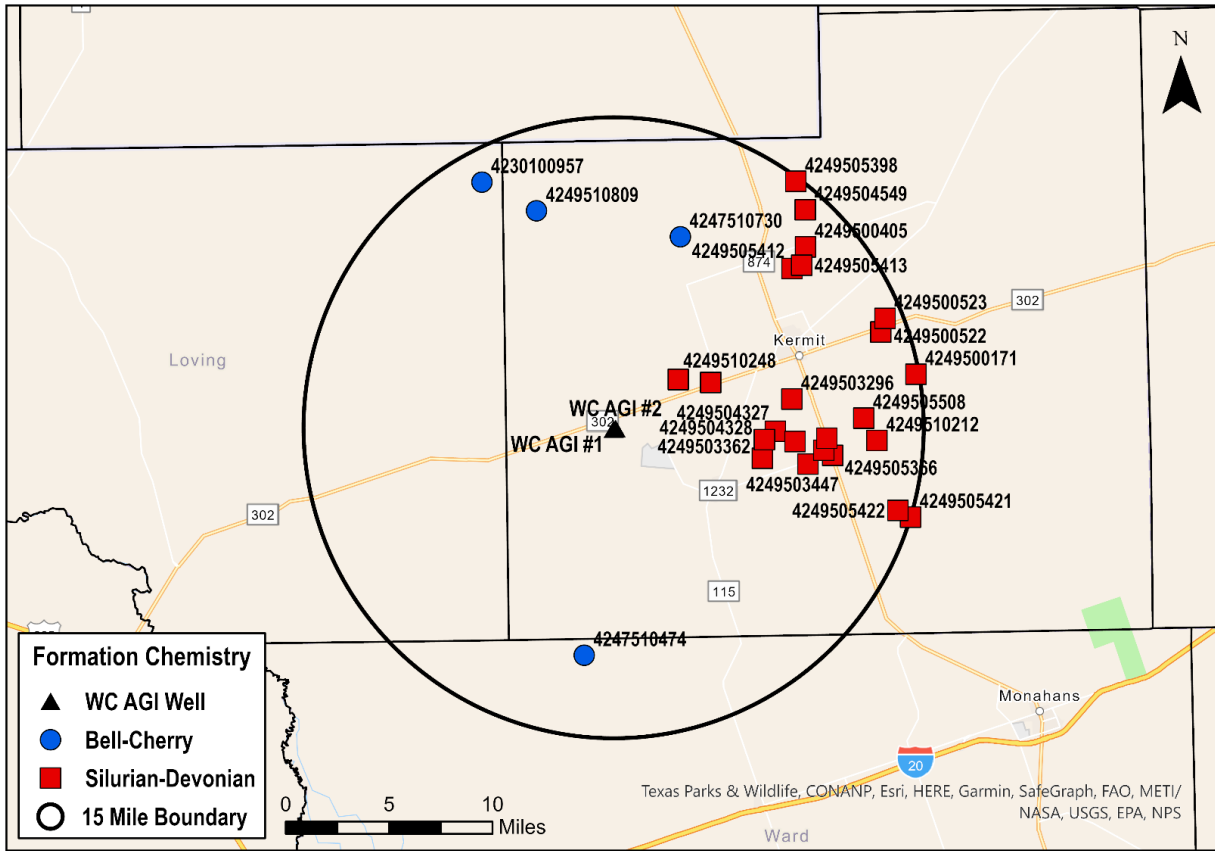 N
4230100957
4249510809
4247510730
4249505412
874
4249505398
4249504549
4249500405
4249505413
4249500523
302
4249500522
Kermit
4249500171
Loving
4249510248
4249503296
WC AGI #2
4249504327
4249505508
302
4249504328
4249510212
WC AGI #1
4249503362
4249505366
4249503447
1232
302
4249505422
4249505421
115
4247510474
Monahans
20
Ward
Formation Chemistry
WC AGI Well
Bell-Cherry
Silurian-Devonian
15 Mile Boundary
0 5 10
Miles
Texas Parks & Wildlife, CONANP, Esri, HERE, Garmin, SafeGraph, FAO, METI/
NASA, USGS, EPA, NPS